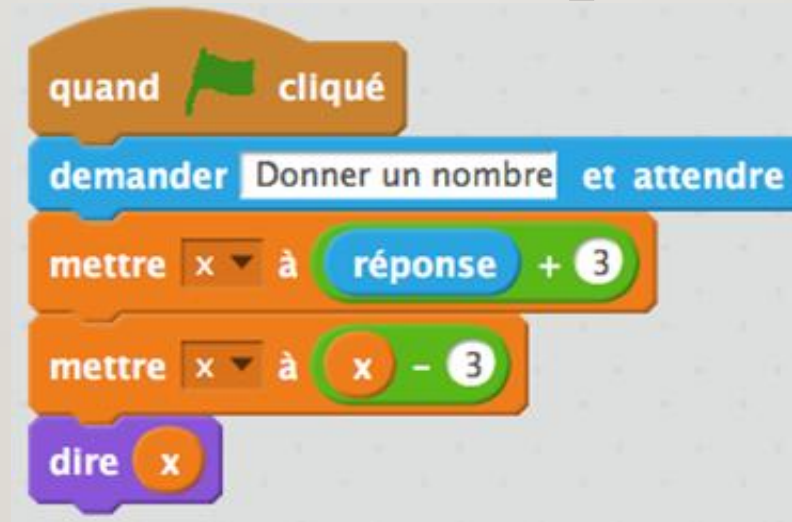 quand cliqué
demander Donner un nombre et attendre
mettre x à réponse + 3
mettre x à x - 3
dire x